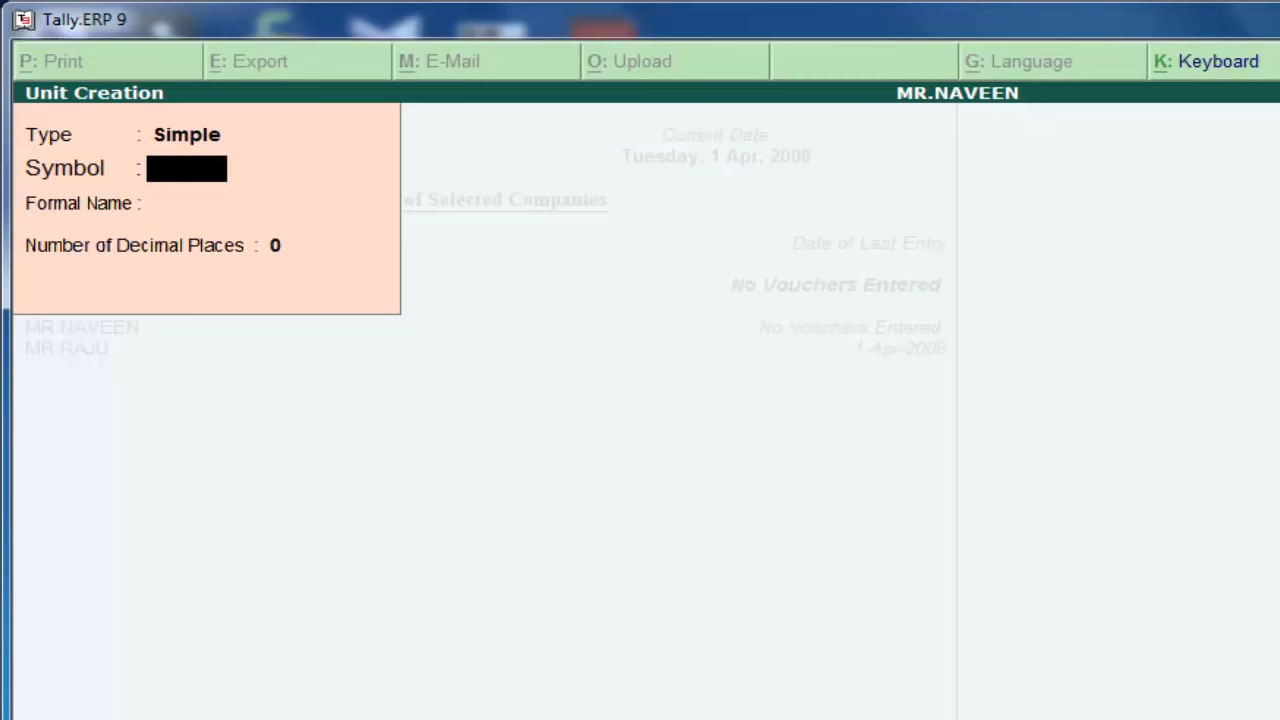 Tally.ERP 9
P: Print E: Export M: E-Mail O: Upload G: Language K: Keyboard
Unit Creation MR.NAVEEN
Type : Simple
Symbol :
Formal Name :
Number of Decimal Places : 0
Current Date
Tuesday, 1 Apr, 2008
of Selected Companies
Date of Last Entry
No Vouchers Entered
MR.NAVEEN No Vouchers Entered
MR.RAJU 1-Apr-2008